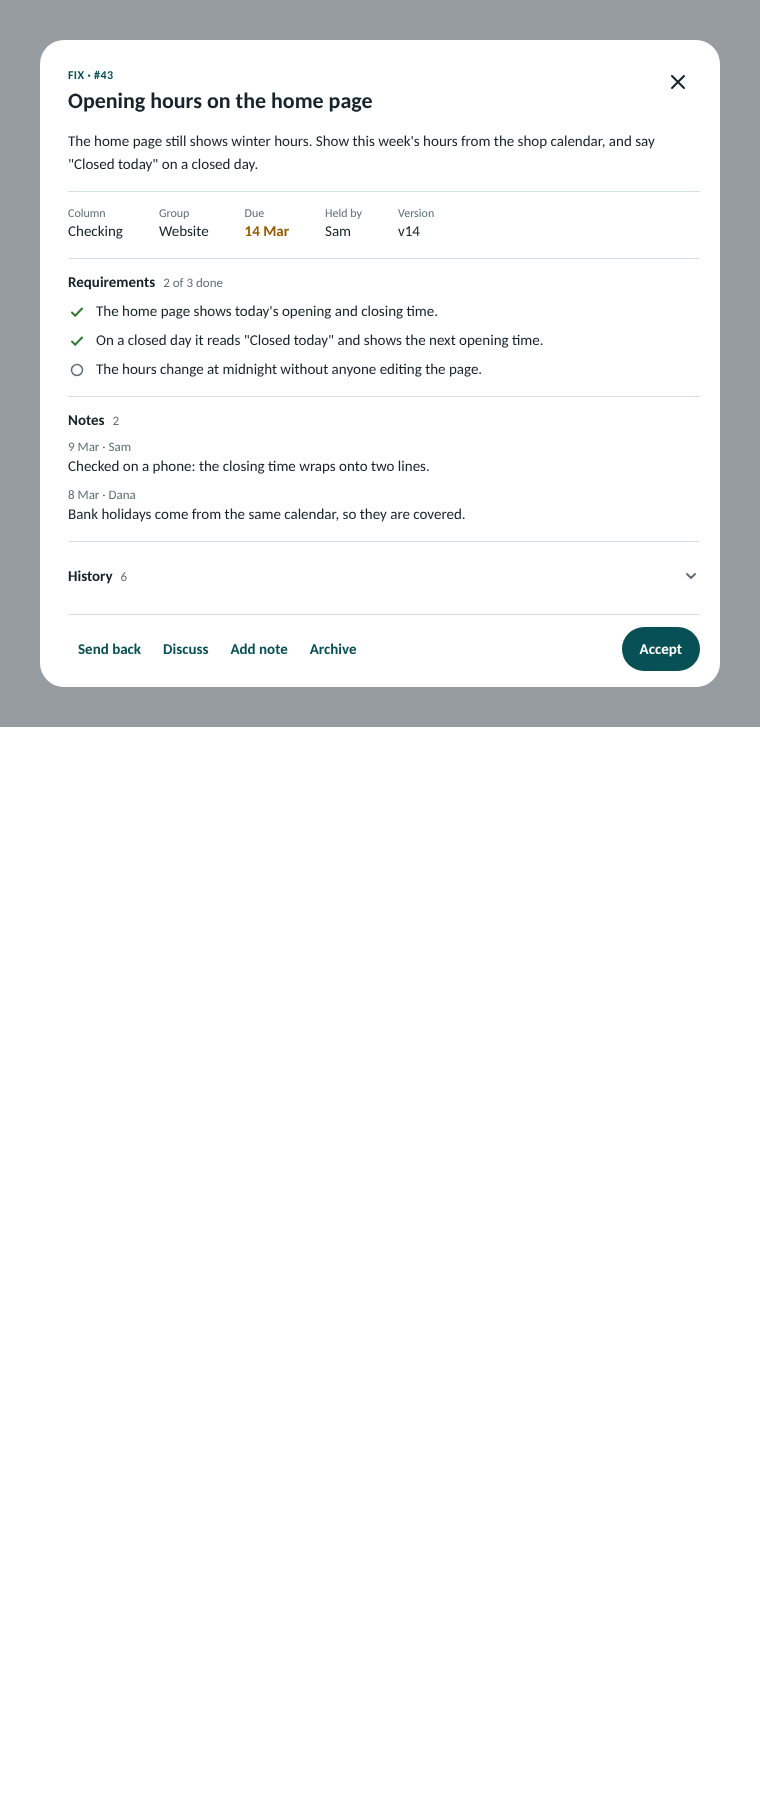 FIX · #43
Opening hours on the home page
The home page still shows winter hours. Show this week's hours from the shop calendar, and say
"Closed today" on a closed day.
Column Group Due Held by Version
Checking Website 14 Mar Sam v14
Requirements 2 of 3 done
The home page shows today's opening and closing time.
On a closed day it reads "Closed today" and shows the next opening time.
The hours change at midnight without anyone editing the page.
Notes 2
9 Mar · Sam
Checked on a phone: the closing time wraps onto two lines.
8 Mar · Dana
Bank holidays come from the same calendar, so they are covered.
History 6
Send back Discuss Add note Archive Accept